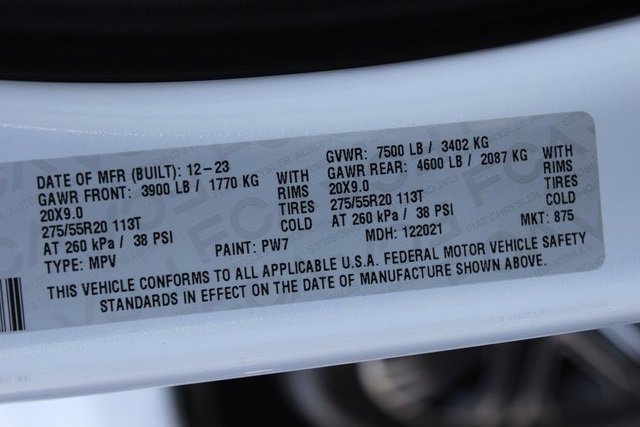 DATE OF MFR (BUILT): 12-23 GVWR: 7500 LB / 3402 KG
GAWR FRONT: 3900 LB / 1770 KG WITH GAWR REAR: 4600 LB / 2087 KG WITH
20X9.0 RIMS 20X9.0 RIMS
275/55R20 113T TIRES 275/55R20 113T TIRES
AT 260 kPa / 38 PSI COLD AT 260 kPa / 38 PSI COLD
TYPE: MPV PAINT: PW7 MDH: 122021 MKT: 875
THIS VEHICLE CONFORMS TO ALL APPLICABLE U.S.A. FEDERAL MOTOR VEHICLE SAFETY
STANDARDS IN EFFECT ON THE DATE OF MANUFACTURE SHOWN ABOVE.